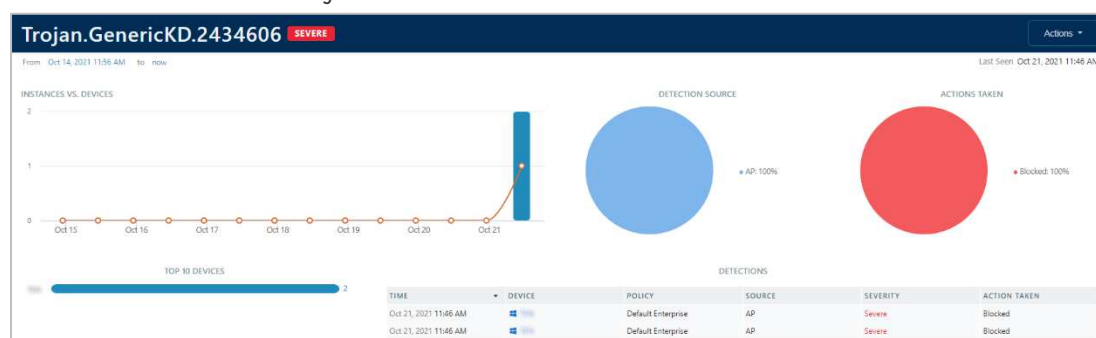 Trojan.GenericKD.2434606 SEVERE Actions
From Oct 14, 2021 11:56 AM to now Last Seen Oct 21, 2021 11:46 AM
INSTANCES VS. DEVICES DETECTION SOURCE ACTIONS TAKEN
2
1
AP: 100% Blocked: 100%
0
Oct 15 Oct 16 Oct 17 Oct 18 Oct 19 Oct 20 Oct 21
TOP 10 DEVICES DETECTIONS
2
TIME DEVICE POLICY SOURCE SEVERITY ACTION TAKEN
Oct 21, 2021 11:46 AM Default Enterprise AP Severe Blocked
Oct 21, 2021 11:46 AM Default Enterprise AP Severe Blocked